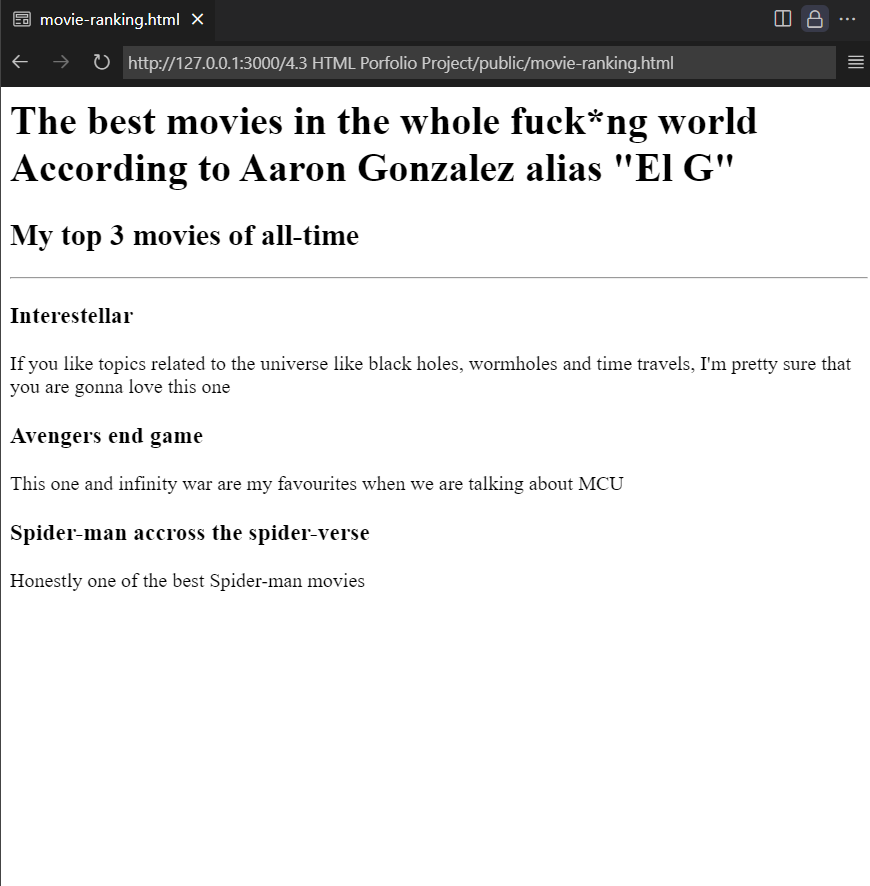 movie-ranking.html
http://127.0.0.1:3000/4.3 HTML Porfolio Project/public/movie-ranking.html
The best movies in the whole fuck*ng world
According to Aaron Gonzalez alias "El G"
My top 3 movies of all-time
Interestellar
If you like topics related to the universe like black holes, wormholes and time travels, I'm pretty sure that
you are gonna love this one
Avengers end game
This one and infinity war are my favourites when we are talking about MCU
Spider-man accross the spider-verse
Honestly one of the best Spider-man movies